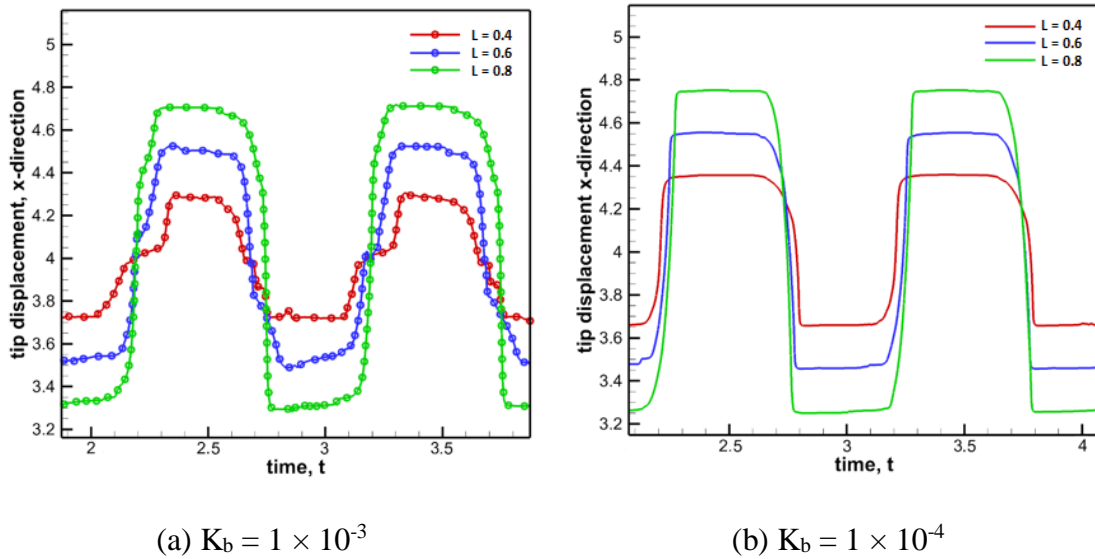 L = 0.4
L = 0.6
L = 0.8
5
4.8
4.6
4.4
4.2
4
3.8
3.6
3.4
3.2
tip displacement, x-direction
2
2.5
3
3.5
time, t
(a) K_b = 1 × 10^-3
L = 0.4
L = 0.6
L = 0.8
5
4.8
4.6
4.4
4.2
4
3.8
3.6
3.4
3.2
tip displacement x-direction
2.5
3
3.5
4
time, t
(b) K_b = 1 × 10^-4